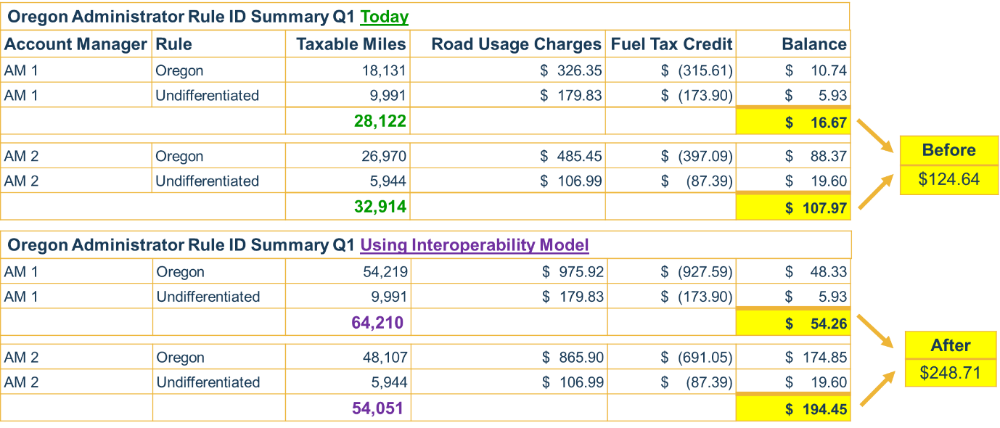 Oregon Administrator Rule ID Summary Q1 Today
Account Manager Rule Taxable Miles Road Usage Charges Fuel Tax Credit Balance
AM 1 Oregon 18,131 $ 326.35 $ (315.61) $ 10.74
AM 1 Undifferentiated 9,991 $ 179.83 $ (173.90) $ 5.93
28,122 $ 16.67
AM 2 Oregon 26,970 $ 485.45 $ (397.09) $ 88.37
AM 2 Undifferentiated 5,944 $ 106.99 $ (87.39) $ 19.60
32,914 $ 107.97
Before
$124.64
Oregon Administrator Rule ID Summary Q1 Using Interoperability Model
AM 1 Oregon 54,219 $ 975.92 $ (927.59) $ 48.33
AM 1 Undifferentiated 9,991 $ 179.83 $ (173.90) $ 5.93
64,210 $ 54.26
AM 2 Oregon 48,107 $ 865.90 $ (691.05) $ 174.85
AM 2 Undifferentiated 5,944 $ 106.99 $ (87.39) $ 19.60
54,051 $ 194.45
After
$248.71